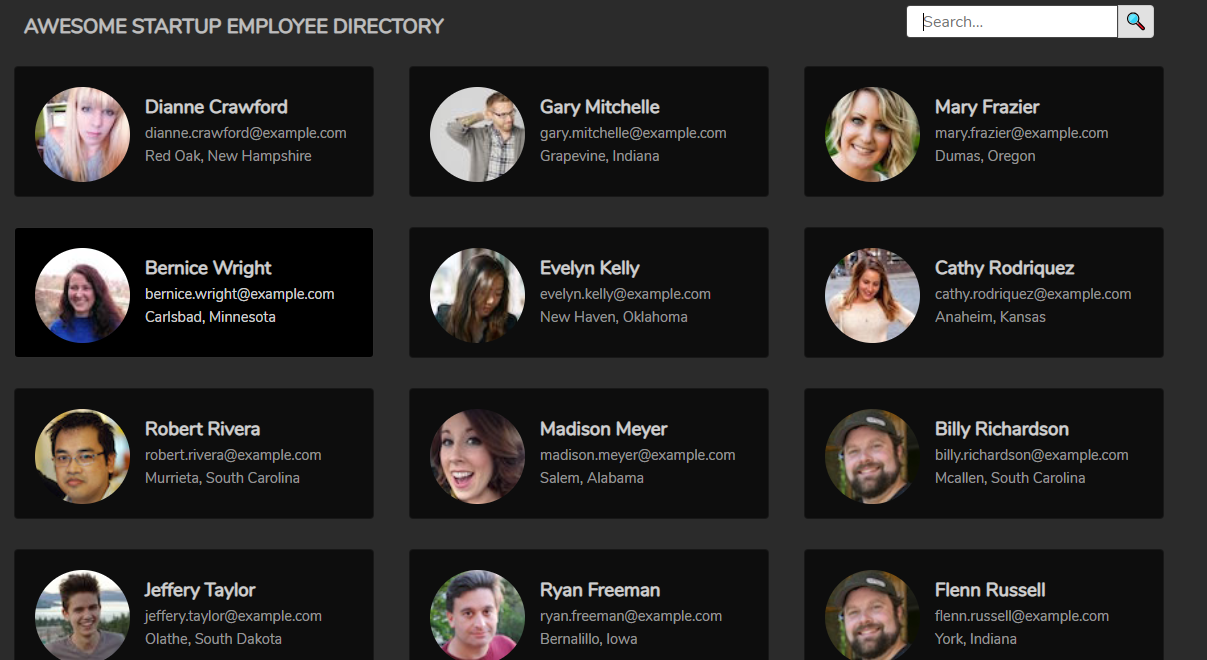 AWESOME STARTUP EMPLOYEE DIRECTORY
Search...
Dianne Crawford
dianne.crawford@example.com
Red Oak, New Hampshire
Gary Mitchelle
gary.mitchelle@example.com
Grapevine, Indiana
Mary Frazier
mary.frazier@example.com
Dumas, Oregon
Bernice Wright
bernice.wright@example.com
Carlsbad, Minnesota
Evelyn Kelly
evelyn.kelly@example.com
New Haven, Oklahoma
Cathy Rodriquez
cathy.rodriquez@example.com
Anaheim, Kansas
Robert Rivera
robert.rivera@example.com
Murrieta, South Carolina
Madison Meyer
madison.meyer@example.com
Salem, Alabama
Billy Richardson
billy.richardson@example.com
Mcallen, South Carolina
Jeffery Taylor
jeffery.taylor@example.com
Olathe, South Dakota
Ryan Freeman
ryan.freeman@example.com
Bernalillo, Iowa
Flenn Russell
flenn.russell@example.com
York, Indiana